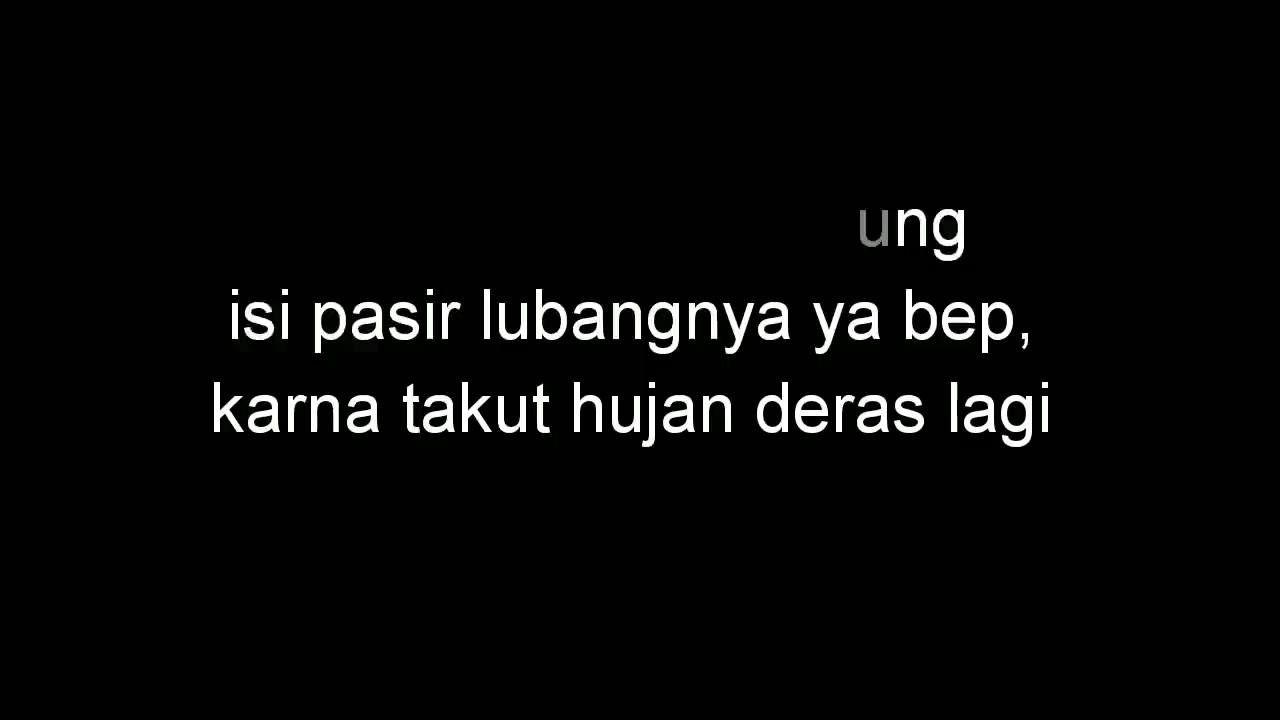 ung
isi pasir lubangnya ya bep,
karna takut hujan deras lagi